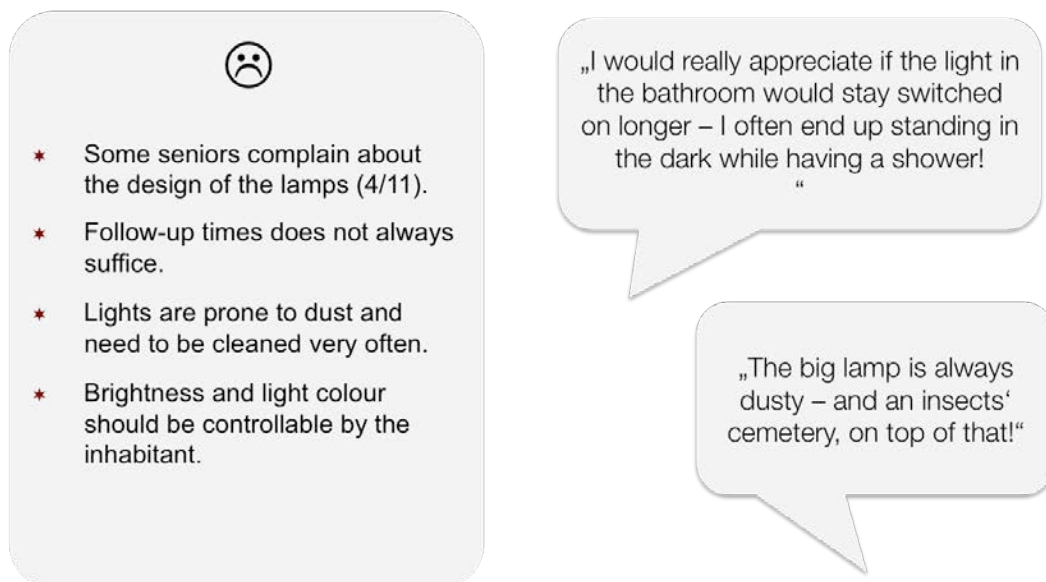 Some seniors complain about
the design of the lamps (4/11).
Follow-up times does not always
suffice.
Lights are prone to dust and
need to be cleaned very often.
Brightness and light colour
should be controllable by the
inhabitant.
„I would really appreciate if the light in
the bathroom would stay switched
on longer – I often end up standing in
the dark while having a shower!
“
„The big lamp is always
dusty – and an insects‘
cemetery, on top of that!“